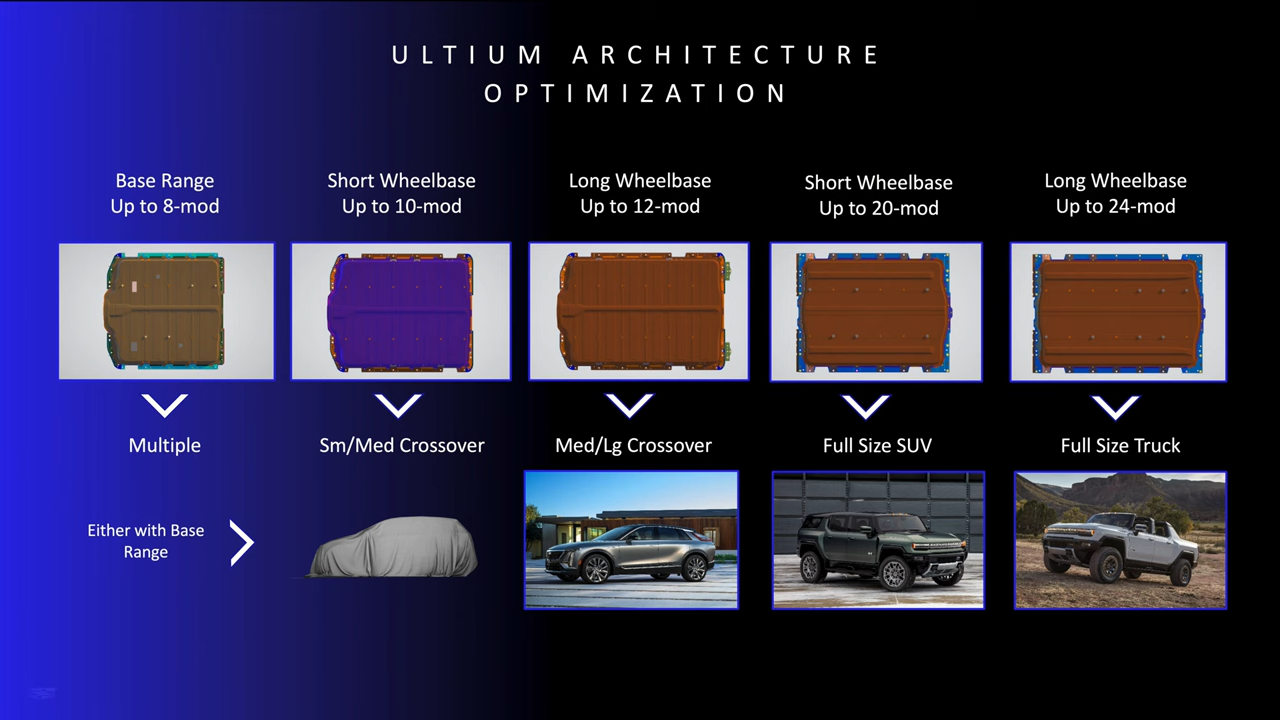 ULTIUM ARCHITECTURE
OPTIMIZATION
Base Range
Up to 8-mod
Short Wheelbase
Up to 10-mod
Long Wheelbase
Up to 12-mod
Short Wheelbase
Up to 20-mod
Long Wheelbase
Up to 24-mod
Multiple
Sm/Med Crossover
Med/Lg Crossover
Full Size SUV
Full Size Truck
Either with Base
Range